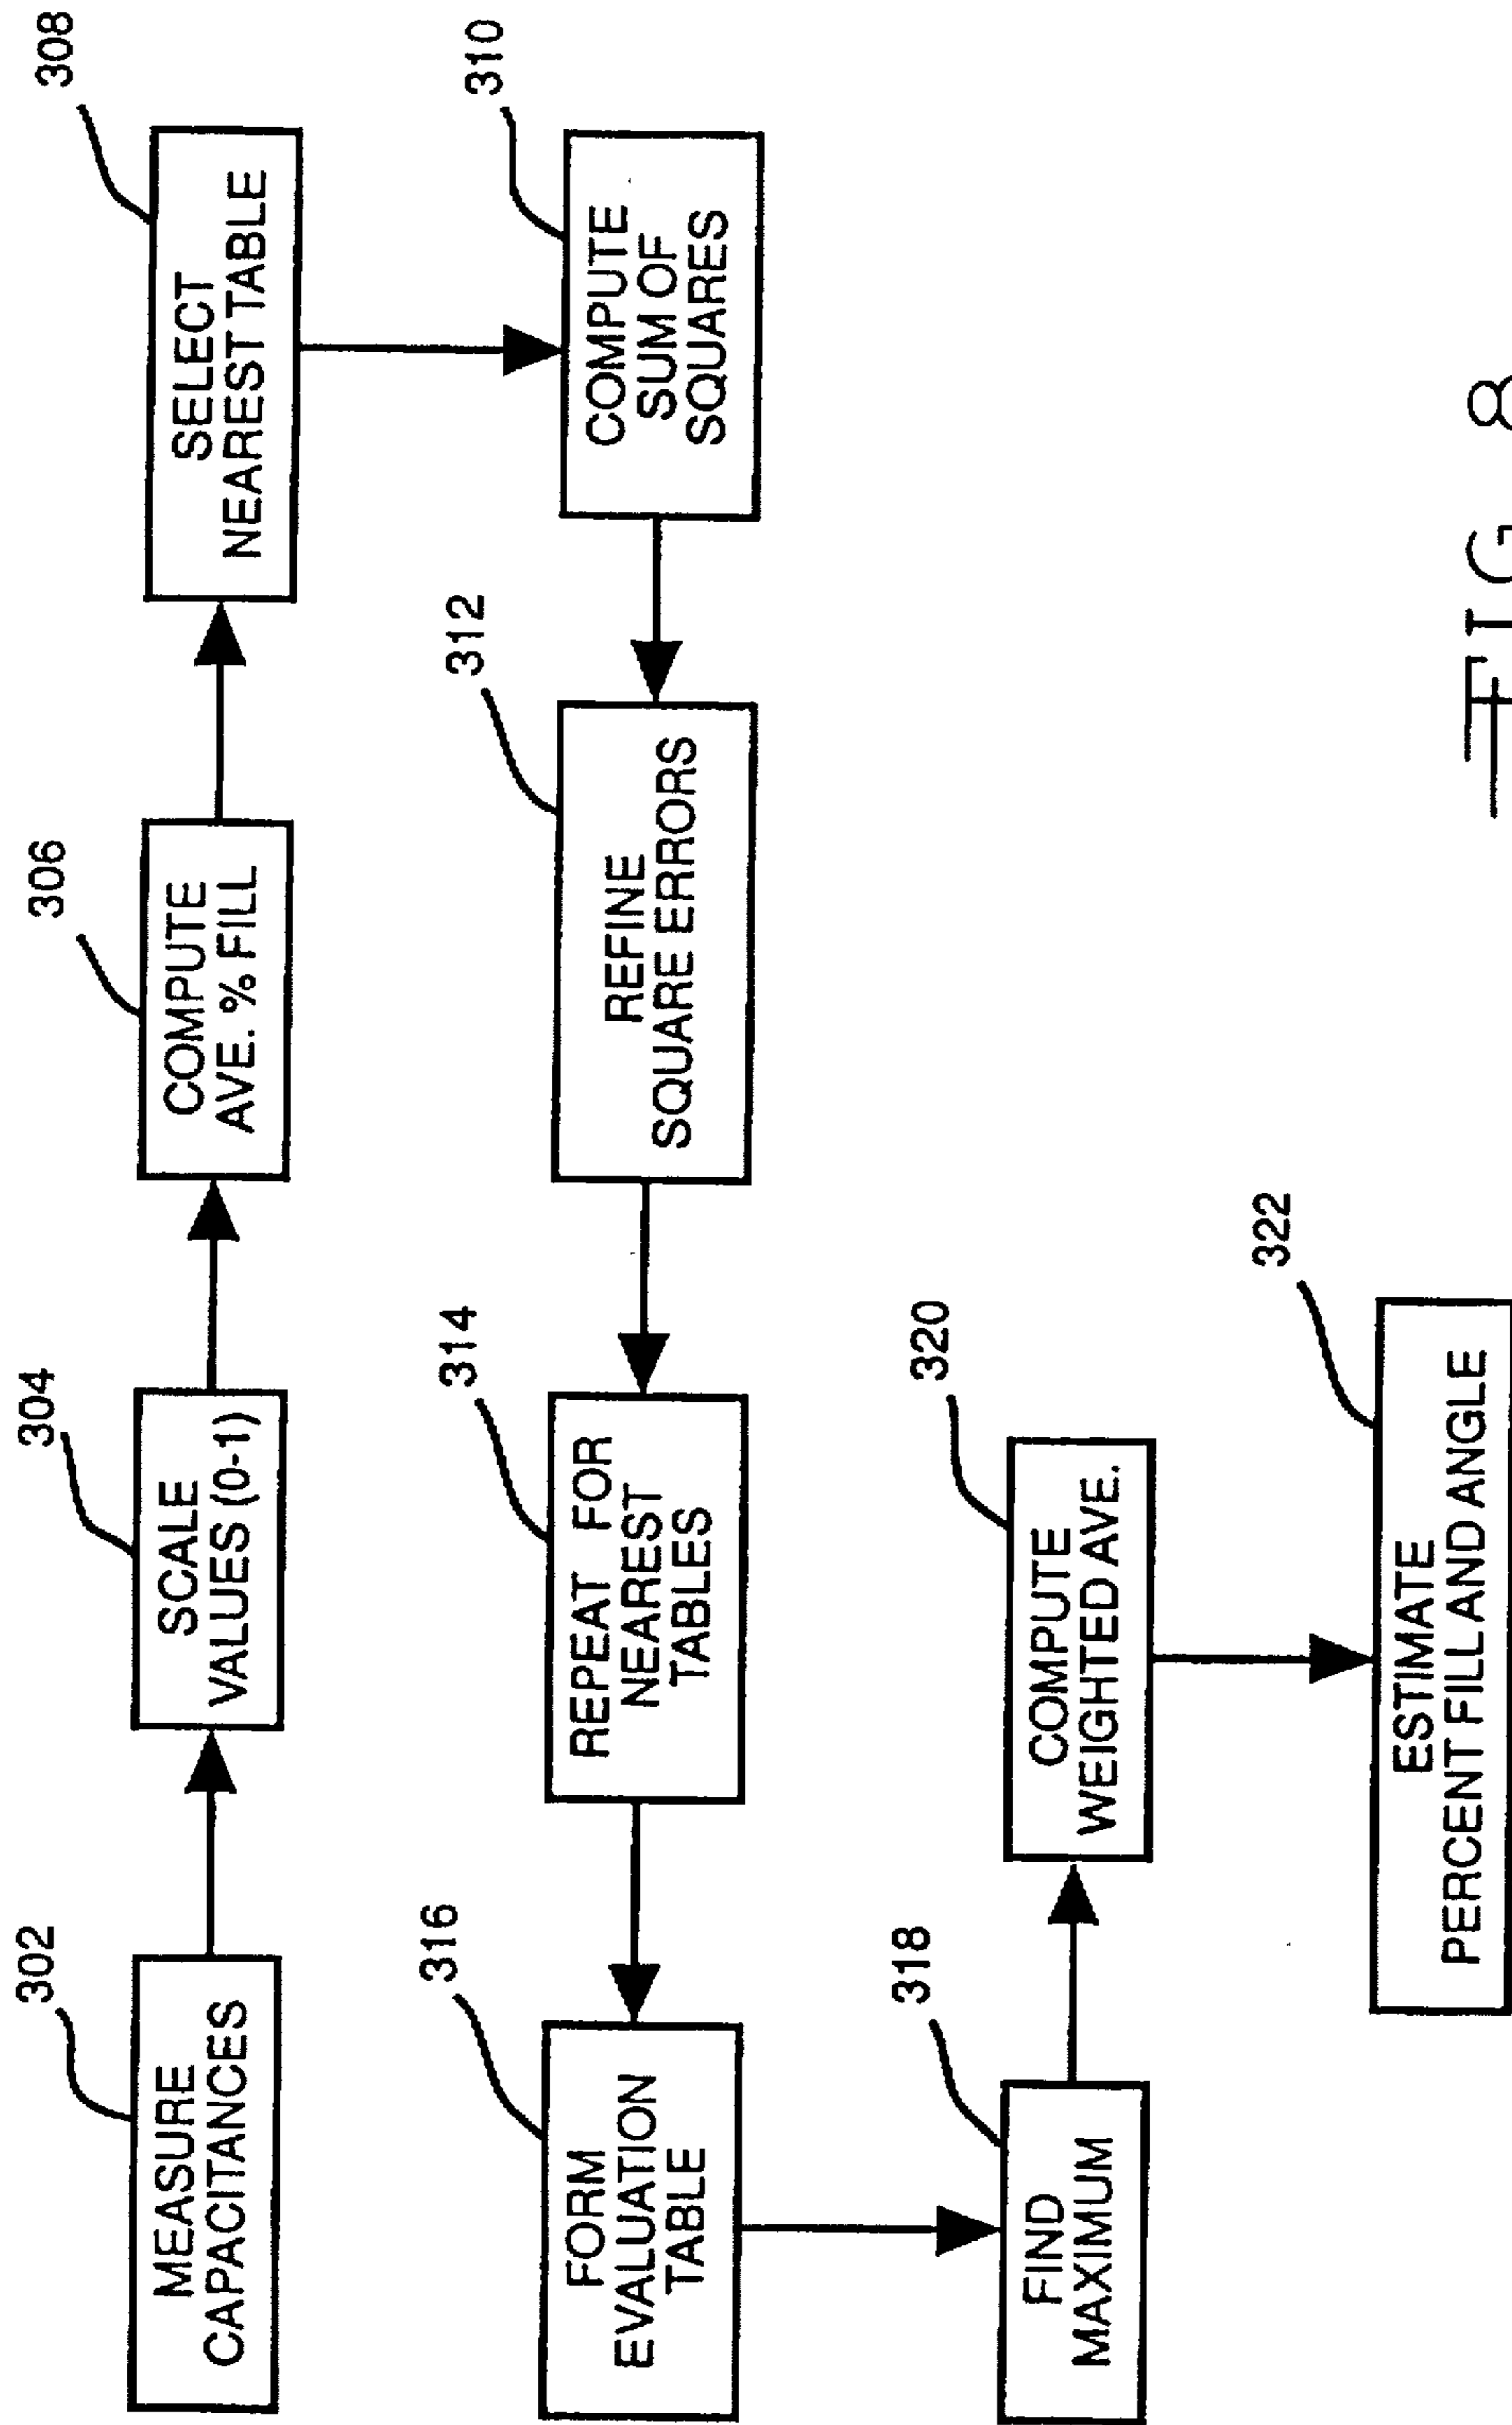 302
MEASURE
CAPACITANCES
304
SCALE
VALUES (0-1)
306
COMPUTE
AVE. % FILL
308
SELECT
NEAREST TABLE
310
COMPUTE
SUM OF
SQUARES
312
REFINE
SQUARE ERRORS
314
REPEAT FOR
NEAREST
TABLES
316
FORM
EVALUATION
TABLE
318
FIND
MAXIMUM
320
COMPUTE
WEIGHTED AVE.
322
ESTIMATE
PERCENT FILL AND ANGLE
FIG 8